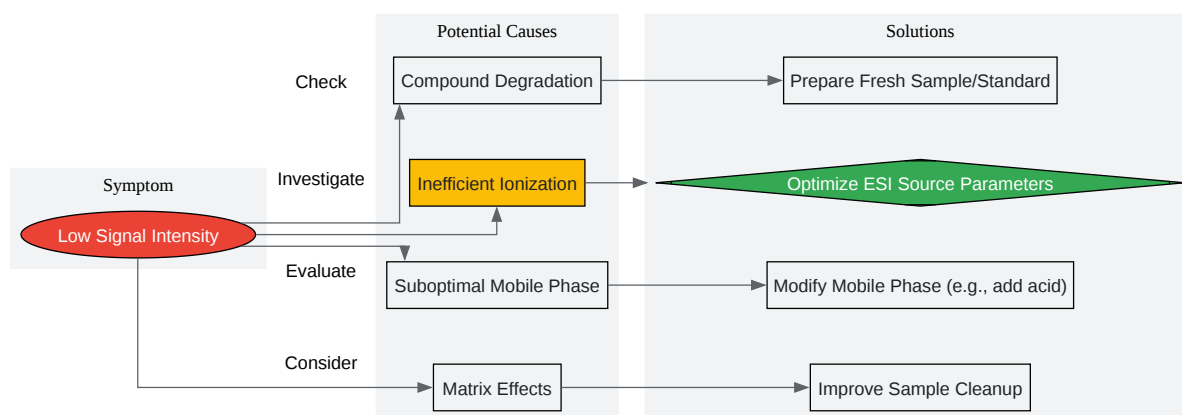 Potential Causes
Solutions
Check
Compound Degradation
Prepare Fresh Sample/Standard
Symptom
Investigate
Inefficient Ionization
Optimize ESI Source Parameters
Low Signal Intensity
Evaluate
Suboptimal Mobile Phase
Modify Mobile Phase (e.g., add acid)
Consider
Matrix Effects
Improve Sample Cleanup